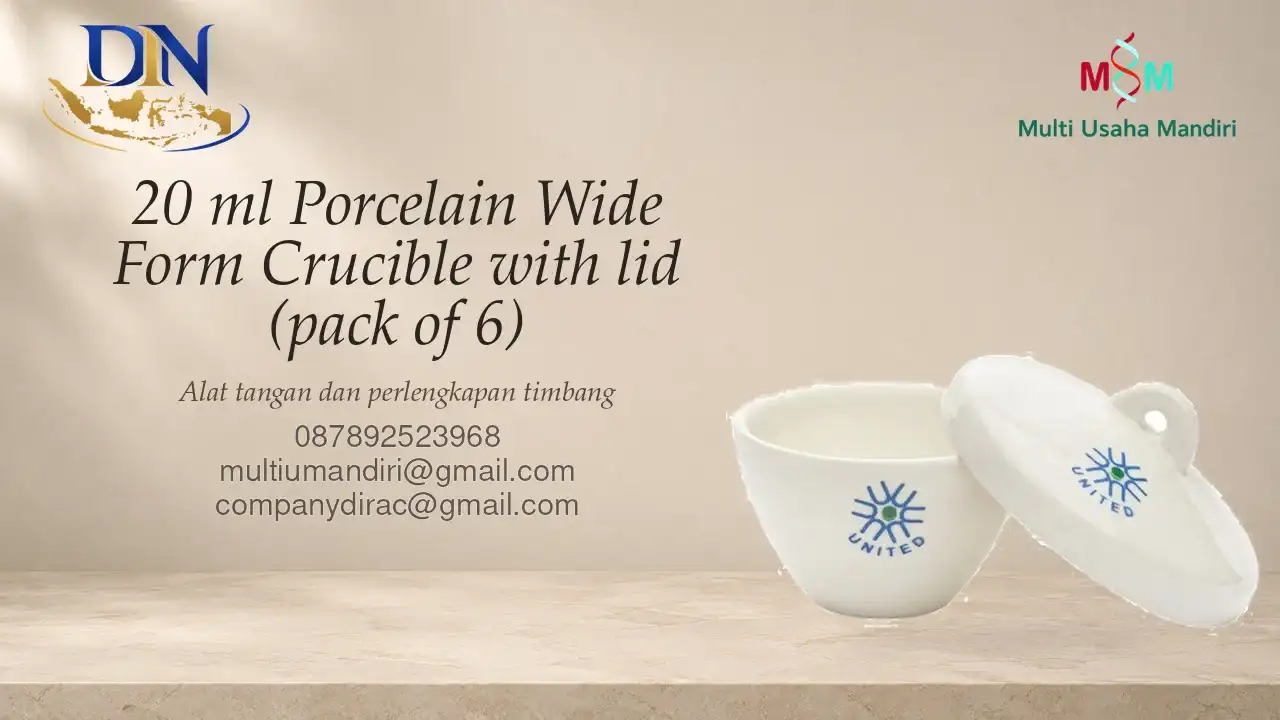 DN
MSM
Multi Usaha Mandiri
20 ml Porcelain Wide
Form Crucible with lid
(pack of 6)
Alat tangan dan perlengkapan timbang
087892523968
multiumandiri@gmail.com
companydirac@gmail.com
UNITED
UNITED